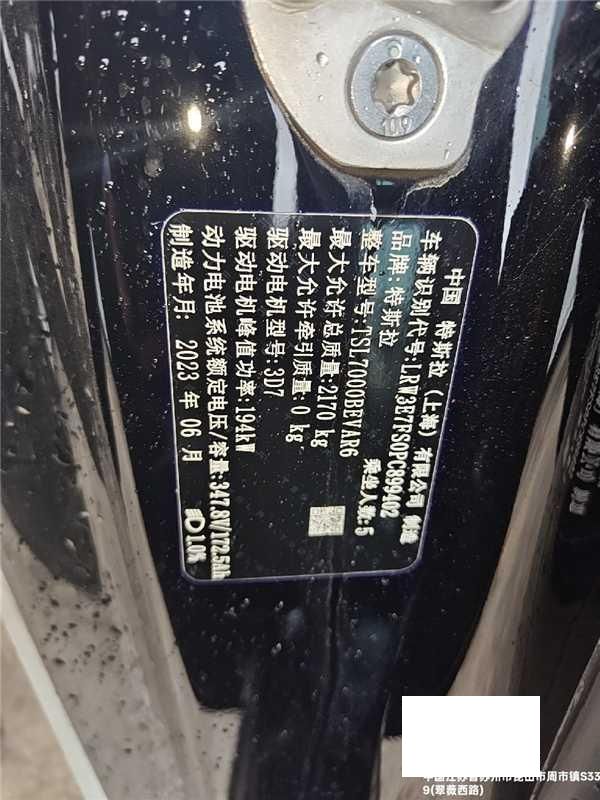 中国 特斯拉（上海）有限公司 制造
车辆识别代号:LRW3E7FS0PC899402
品牌:特斯拉
整车型号:TSL7000BEVAR6 乘坐人数:5
最大允许总质量:2170 kg
最大允许牵引质量:0 kg
驱动电机型号:3D7
驱动电机峰值功率:194kW
动力电池系统额定电压/容量:347.8V/172.5Ah
制造年月: 2023 年 06 月 1.0%
109
中国江苏省苏州市昆山市周市镇S33
9(翠薇西路)